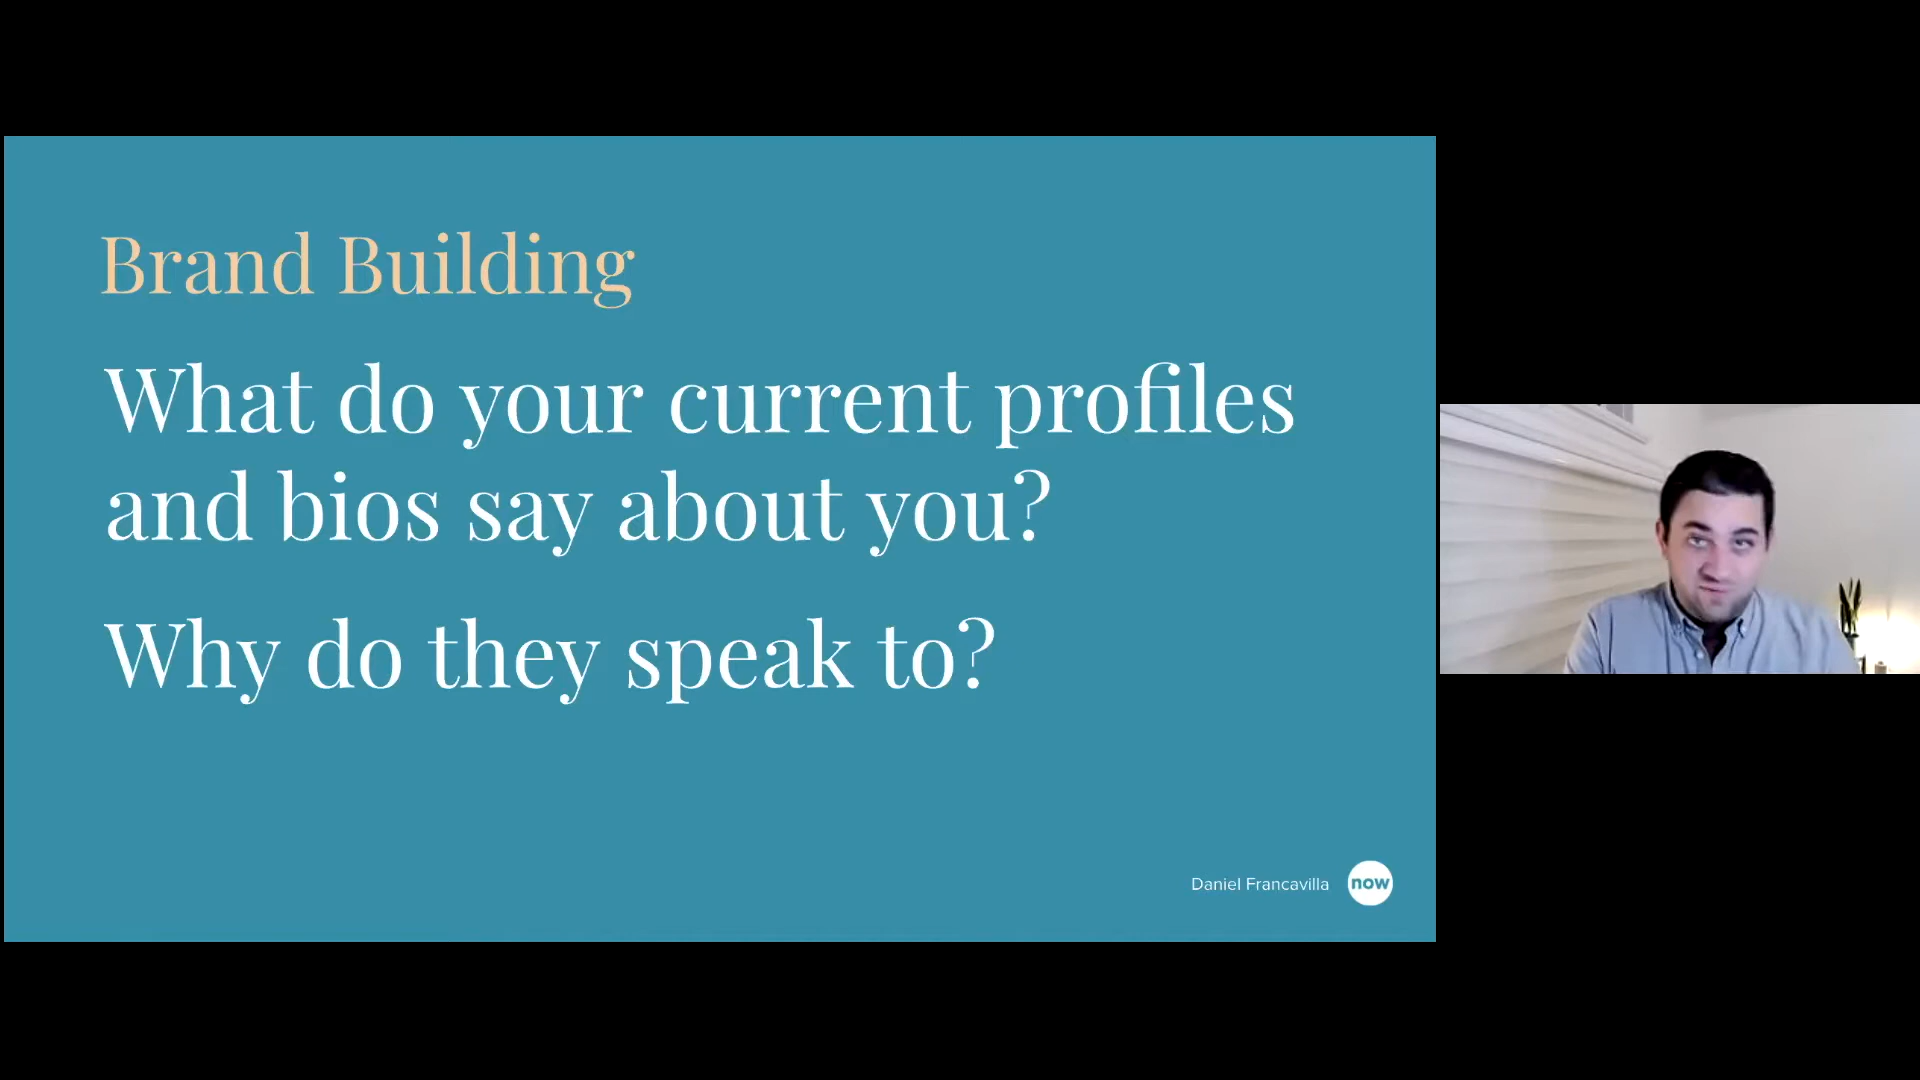 Brand Building
What do your current profiles
and bios say about you?
Why do they speak to?
Daniel Francavilla
now